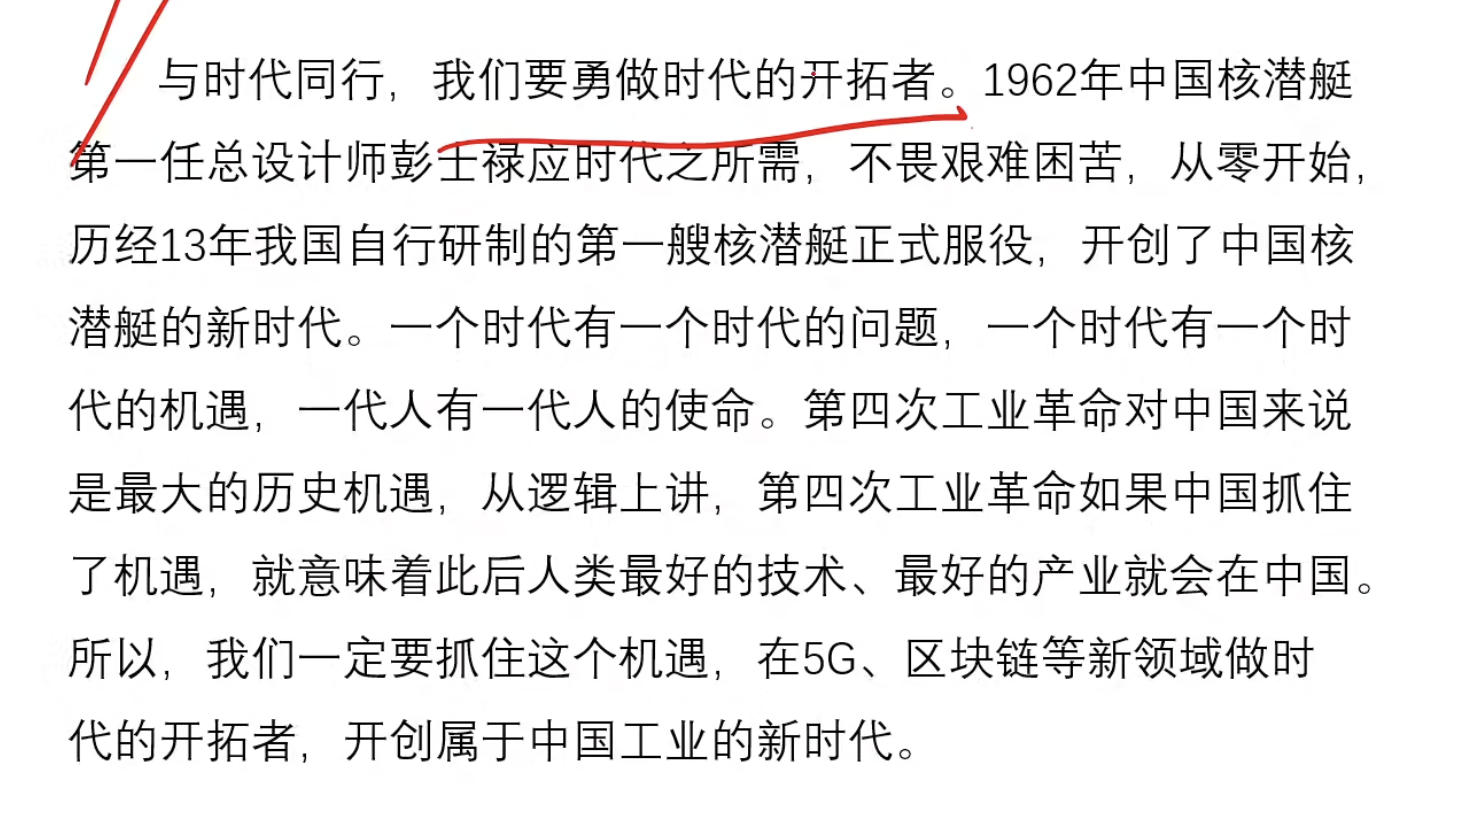 与时代同行，我们要勇做时代的开拓者。1962年中国核潜艇
第一任总设计师彭士禄应时代之所需，不畏艰难困苦，从零开始，
历经13年我国自行研制的第一艘核潜艇正式服役，开创了中国核
潜艇的新时代。一个时代有一个时代的问题，一个时代有一个时
代的机遇，一代人有一代人的使命。第四次工业革命对中国来说
是最大的历史机遇，从逻辑上讲，第四次工业革命如果中国抓住
了机遇，就意味着此后人类最好的技术、最好的产业就会在中国。
所以，我们一定要抓住这个机遇，在5G、区块链等新领域做时
代的开拓者，开创属于中国工业的新时代。